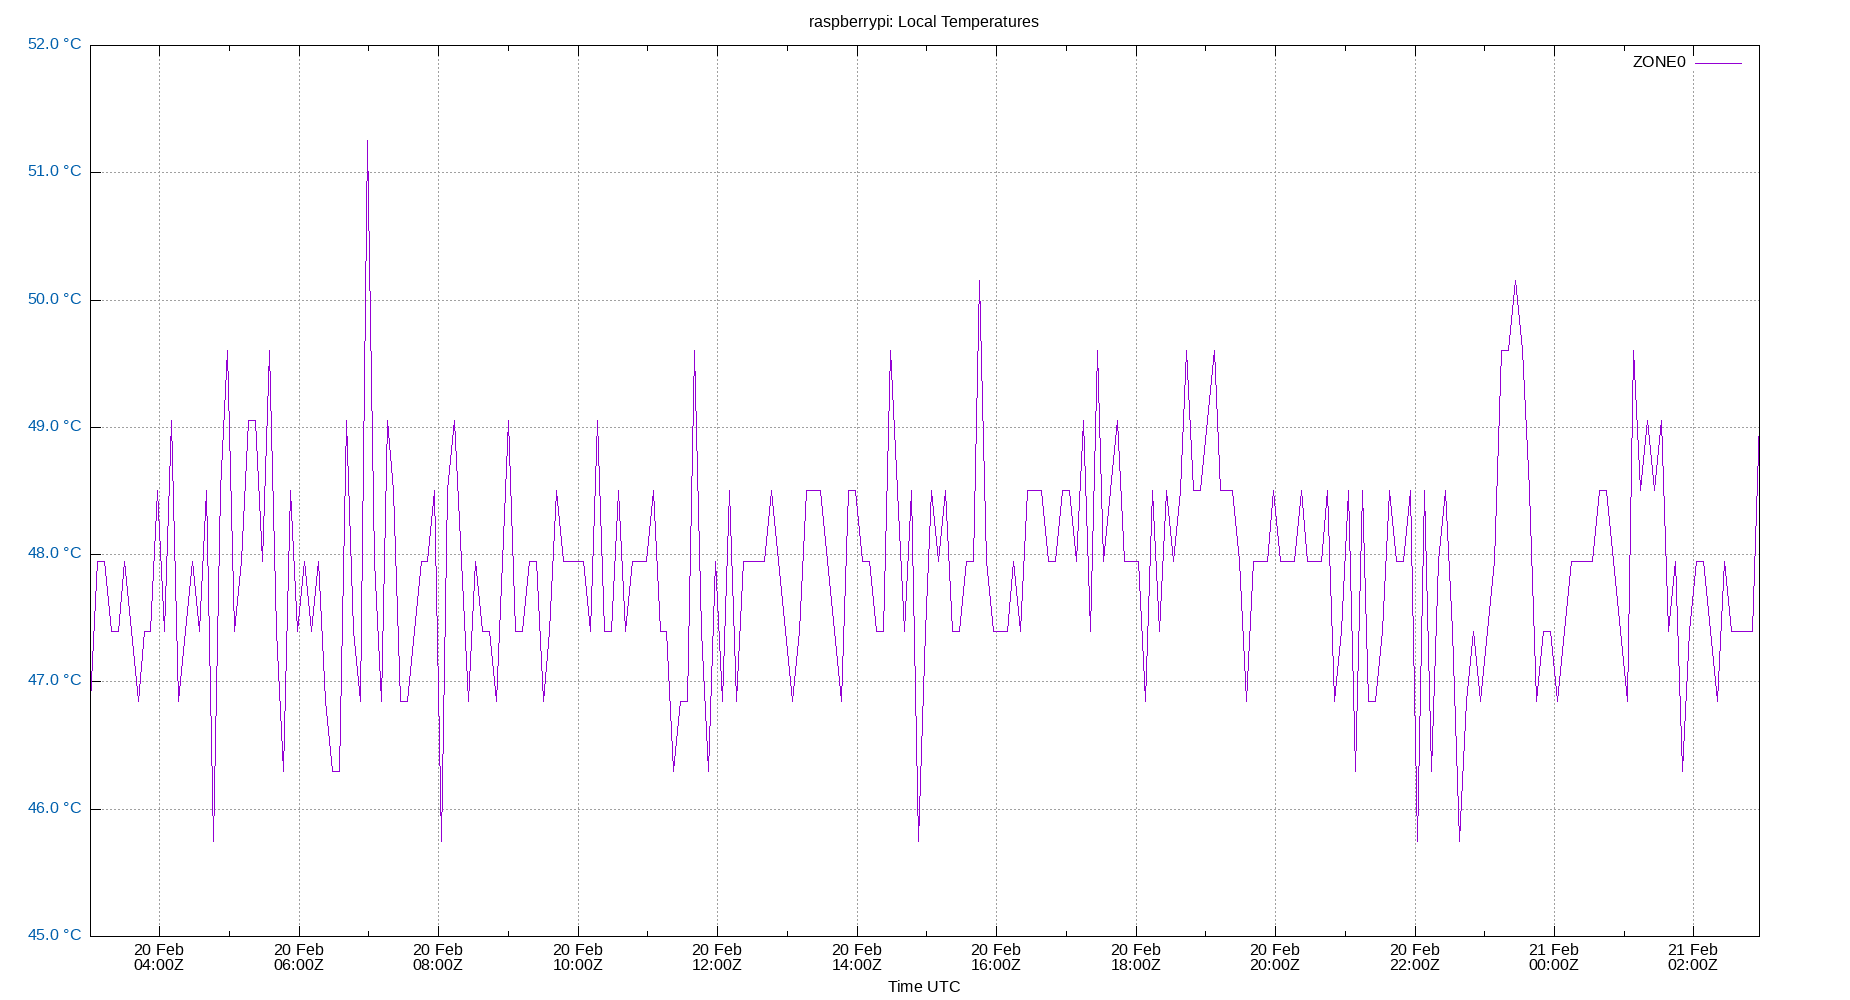 raspberrypi: Local Temperatures
52.0 °C
ZONE0
51.0 °C
50.0 °C
49.0 °C
48.0 °C
47.0 °C
46.0 °C
45.0 °C
20 Feb 20 Feb 20 Feb 20 Feb 20 Feb 20 Feb 20 Feb 20 Feb 20 Feb 20 Feb 21 Feb 21 Feb
04:00Z 06:00Z 08:00Z 10:00Z 12:00Z 14:00Z 16:00Z 18:00Z 20:00Z 22:00Z 00:00Z 02:00Z
Time UTC